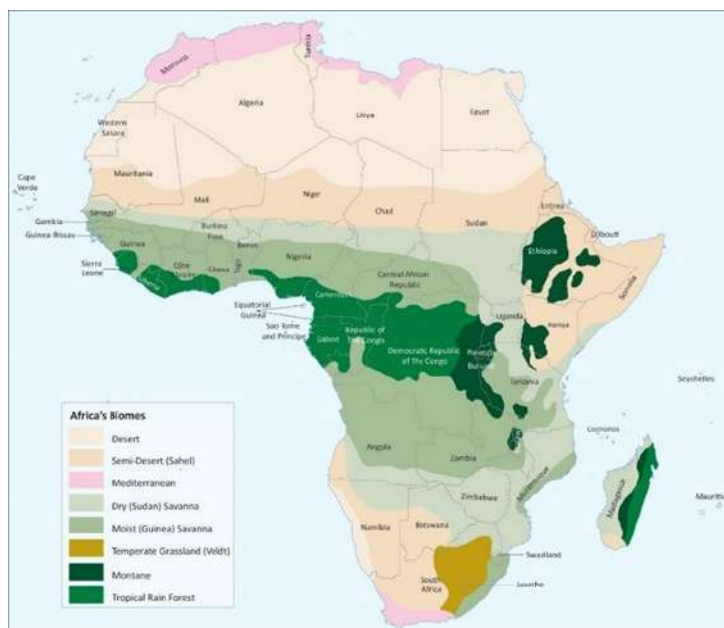 Morocco
Tunisia
Algeria
Libya
Egypt
Western
Sahara
Cape
Verde
Mauritania
Mali
Niger
Chad
Sudan
Eritrea
Djibouti
Senegal
Gambia
Guinea Bissau
Burkina
Faso
Benin
Nigeria
Guinea
Côte
Ghana
Togo
Sierra
Leone
Liberia
Central African
Republic
Ethiopia
Somalia
Cameroon
Equatorial
Guinea
Sao Tome
and Principe
Gabon
Republic of
The Congo
Democratic Republic
of The Congo
Uganda
Kenya
Rwanda
Burundi
Tanzania
Seychelles
Comoros
Angola
Zambia
Mozambique
Zimbabwe
Madagascar
Mauriti
Namibia
Botswana
Swaziland
South
Africa
Lesotho
Africa's Biomes
Desert
Semi-Desert (Sahel)
Mediterranean
Dry (Sudan) Savanna
Moist (Guinea) Savanna
Temperate Grassland (Veldt)
Montane
Tropical Rain Forest